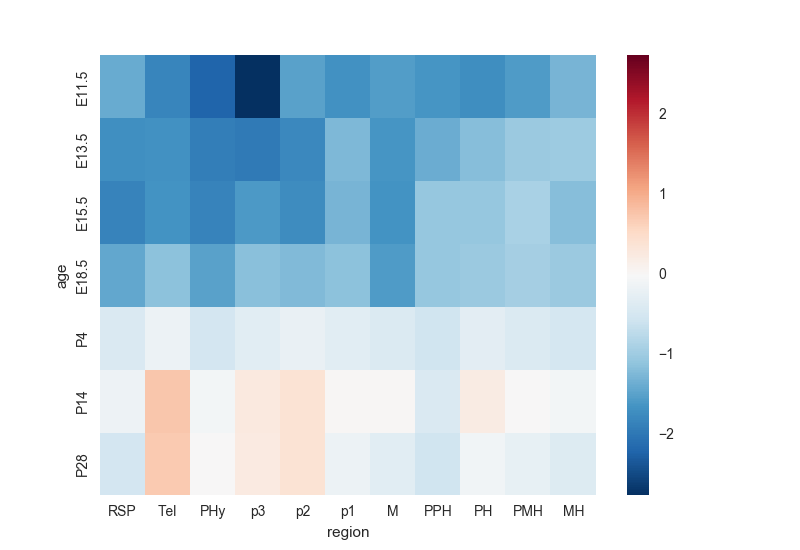 age
E11.5
E13.5
E15.5
E18.5
P4
P14
P28
RSP Tel PHy p3 p2 p1 M PPH PH PMH MH
region
2
1
0
−1
−2